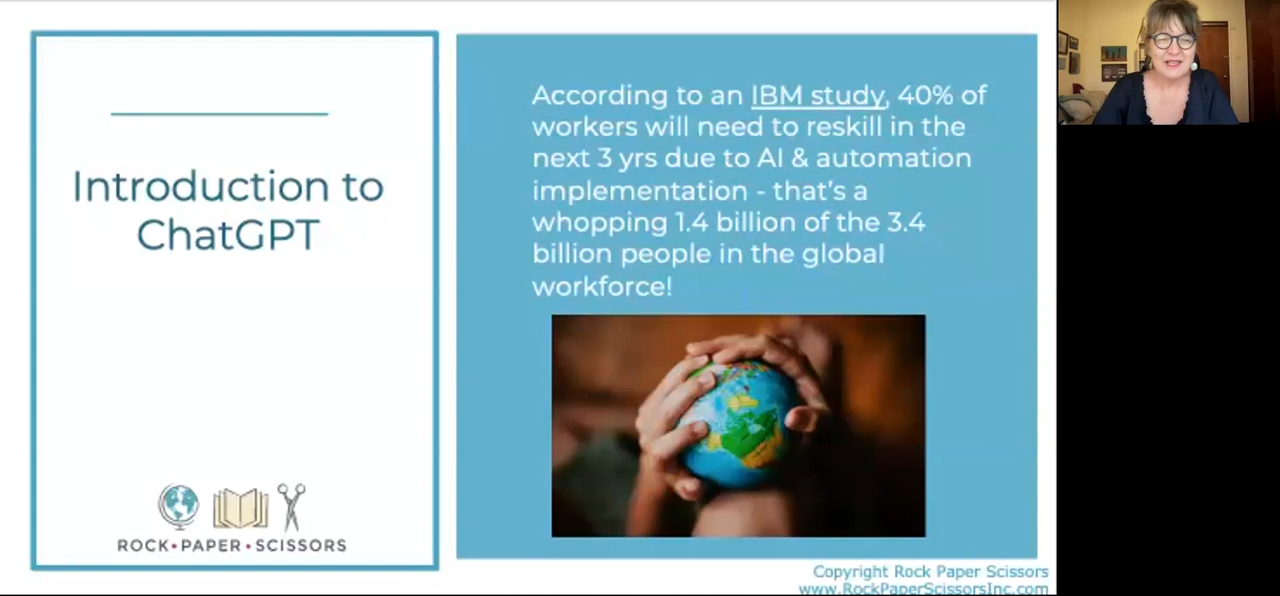 Introduction to
ChatGPT
ROCK•PAPER•SCISSORS
According to an IBM study, 40% of
workers will need to reskill in the
next 3 yrs due to AI & automation
implementation - that's a
whopping 1.4 billion of the 3.4
billion people in the global
workforce!
Copyright Rock Paper Scissors
www.RockPaperScissorsInc.com